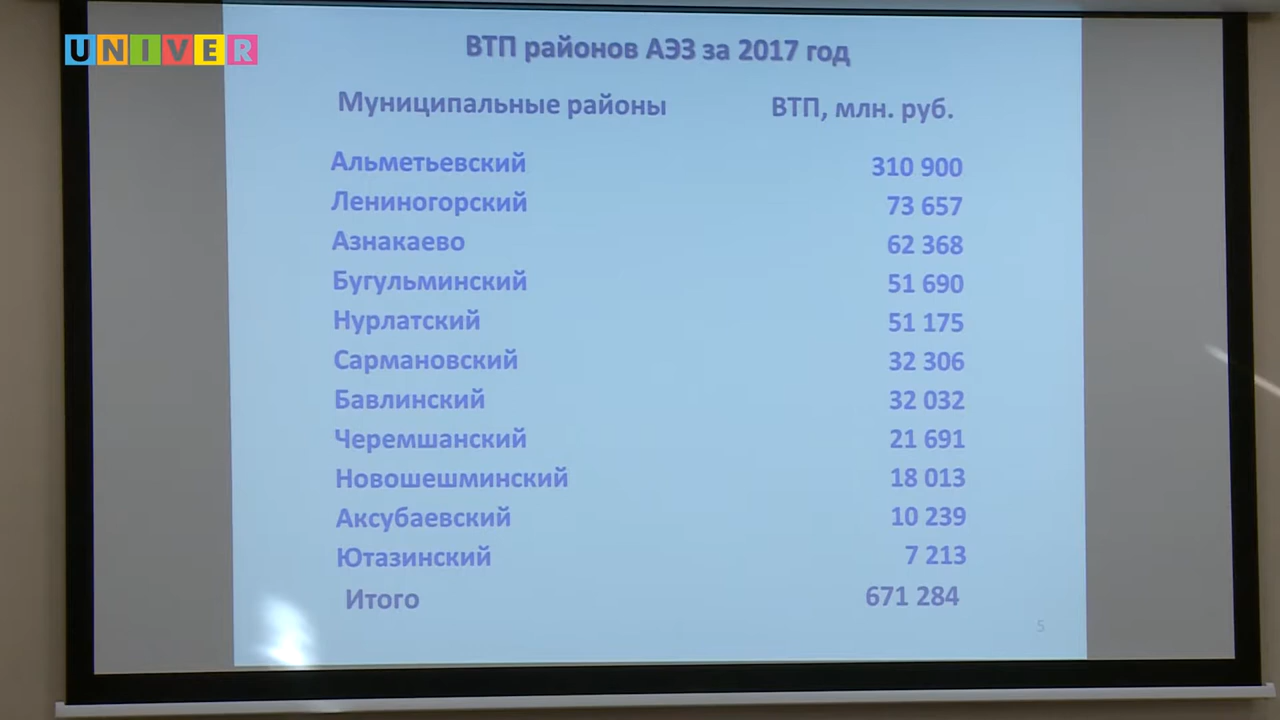 UNIVER
ВТП районов АЭЗ за 2017 год
Муниципальные районы ВТП, млн. руб.
Альметьевский 310 900
Лениногорский 73 657
Азнакаево 62 368
Бугульминский 51 690
Нурлатский 51 175
Сармановский 32 306
Бавлинский 32 032
Черемшанский 21 691
Новошешминский 18 013
Аксубаевский 10 239
Ютазинский 7 213
Итого 671 284
5